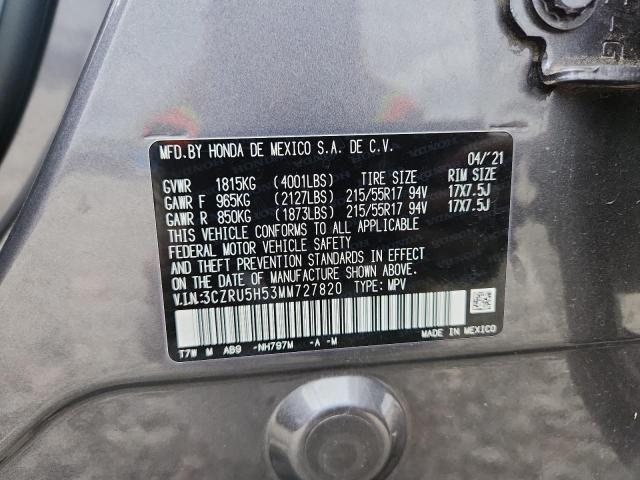 MFD.BY HONDA DE MEXICO S.A. DE C.V. 04/'21
GVWR 1815KG (4001LBS) TIRE SIZE RIM SIZE
GAWR F 965KG (2127LBS) 215/55R17 94V 17X7.5J
GAWR R 850KG (1873LBS) 215/55R17 94V 17X7.5J
THIS VEHICLE CONFORMS TO ALL APPLICABLE
FEDERAL MOTOR VEHICLE SAFETY
AND THEFT PREVENTION STANDARDS IN EFFECT
ON THE DATE OF MANUFACTURE SHOWN ABOVE.
V.I.N:3CZRU5H53MM727820 TYPE: MPV
MADE IN MEXICO
T7W M AB9 -NH797M -A -M